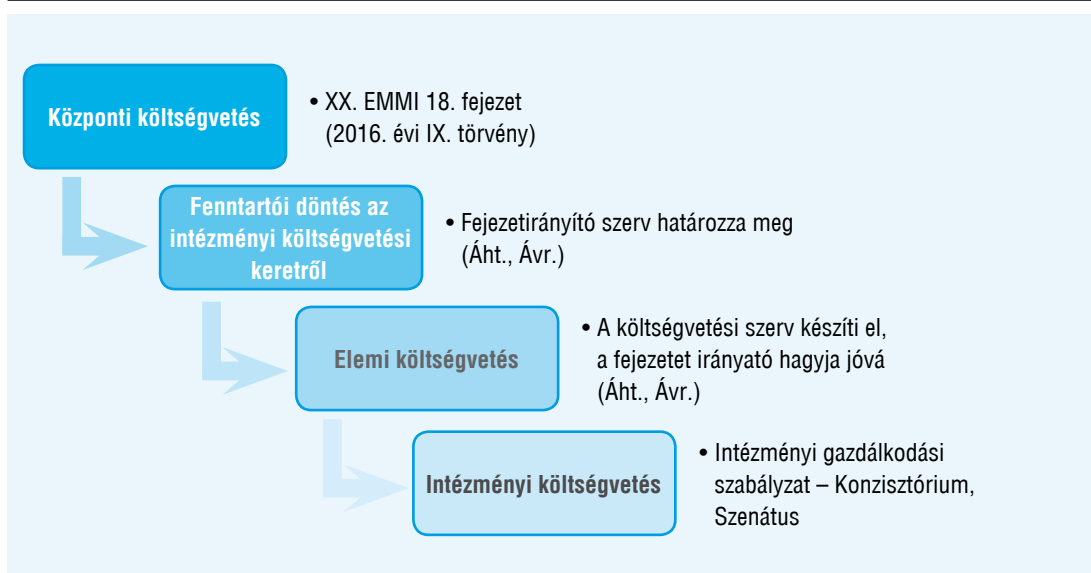 Központi költségvetés
• XX. EMMI 18. fejezet
(2016. évi IX. törvény)
Fenntartói döntés az
intézményi költségvetési
keretről
• Fejezetirányító szerv határozza meg
(Áht., Ávr.)
Elemi költségvetés
• A költségvetési szerv készíti el,
a fejezetet irányató hagyja jóvá
(Áht., Ávr.)
Intézményi költségvetés
• Intézményi gazdálkodási
szabályzat – Konzisztórium,
Szenátus